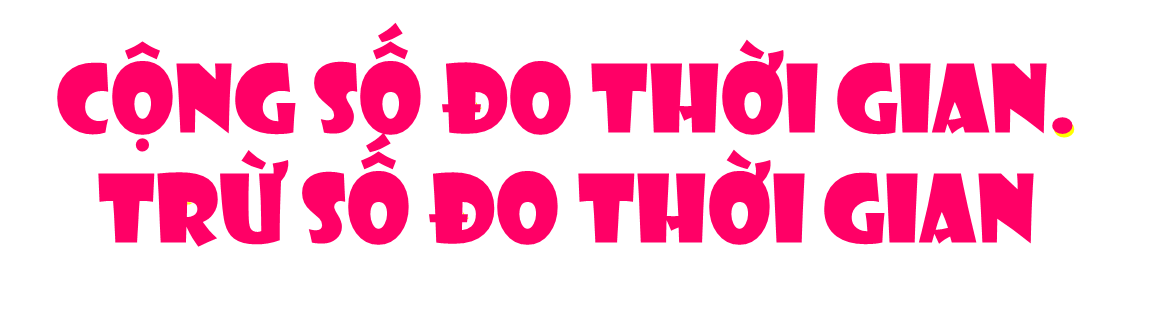 CỘNG SỐ ĐO THỜI GIAN.
TRỪ SỐ ĐO THỜI GIAN